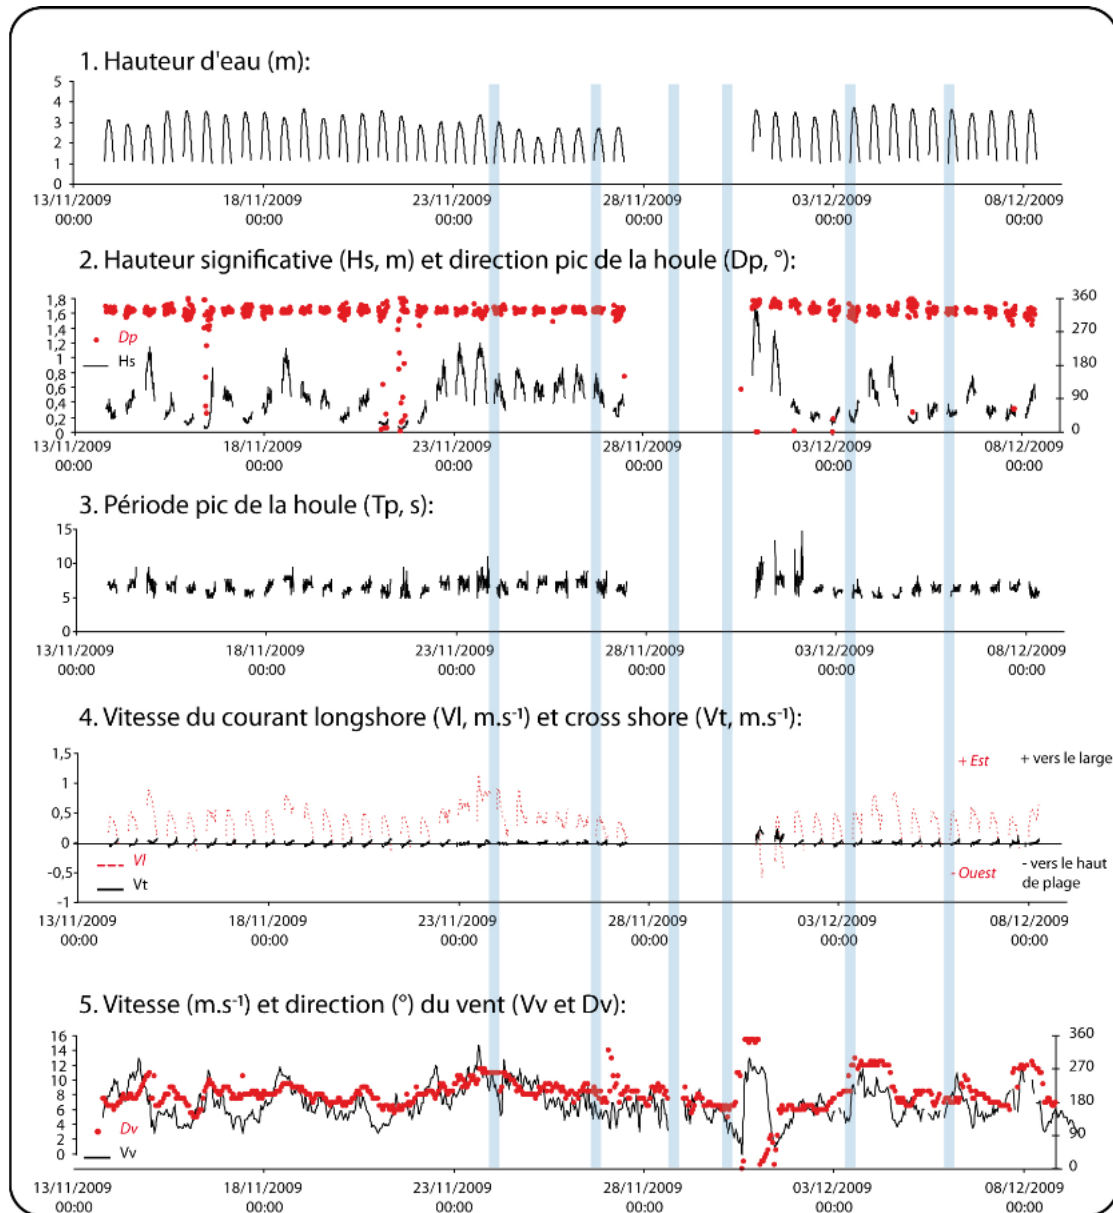 1. Hauteur d'eau (m):
5
4
3
2
1
0
13/11/2009 18/11/2009 23/11/2009 28/11/2009 03/12/2009 08/12/2009
00:00 00:00 00:00 00:00 00:00 00:00
2. Hauteur significative (Hs, m) et direction pic de la houle (Dp, °):
1,8 360
1,6
1,4 270
1,2
Dp
1 180
Hs
0,8
0,6
0,4 90
0,2
0 0
13/11/2009 18/11/2009 23/11/2009 28/11/2009 03/12/2009 08/12/2009
00:00 00:00 00:00 00:00 00:00 00:00
3. Période pic de la houle (Tp, s):
15
10
5
0
13/11/2009 18/11/2009 23/11/2009 28/11/2009 03/12/2009 08/12/2009
00:00 00:00 00:00 00:00 00:00 00:00
4. Vitesse du courant longshore (Vl, m.s⁻¹) et cross shore (Vt, m.s⁻¹):
1,5 + Est + vers le large
1
0,5
0
Vl
-0,5 - Ouest - vers le haut
Vt de plage
-1
13/11/2009 18/11/2009 23/11/2009 28/11/2009 03/12/2009 08/12/2009
00:00 00:00 00:00 00:00 00:00 00:00
5. Vitesse (m.s⁻¹) et direction (°) du vent (Vv et Dv):
16 360
14
12 270
10
8
6 180
4
Dv
2 90
Vv
0 0
13/11/2009 18/11/2009 23/11/2009 28/11/2009 03/12/2009 08/12/2009
00:00 00:00 00:00 00:00 00:00 00:00